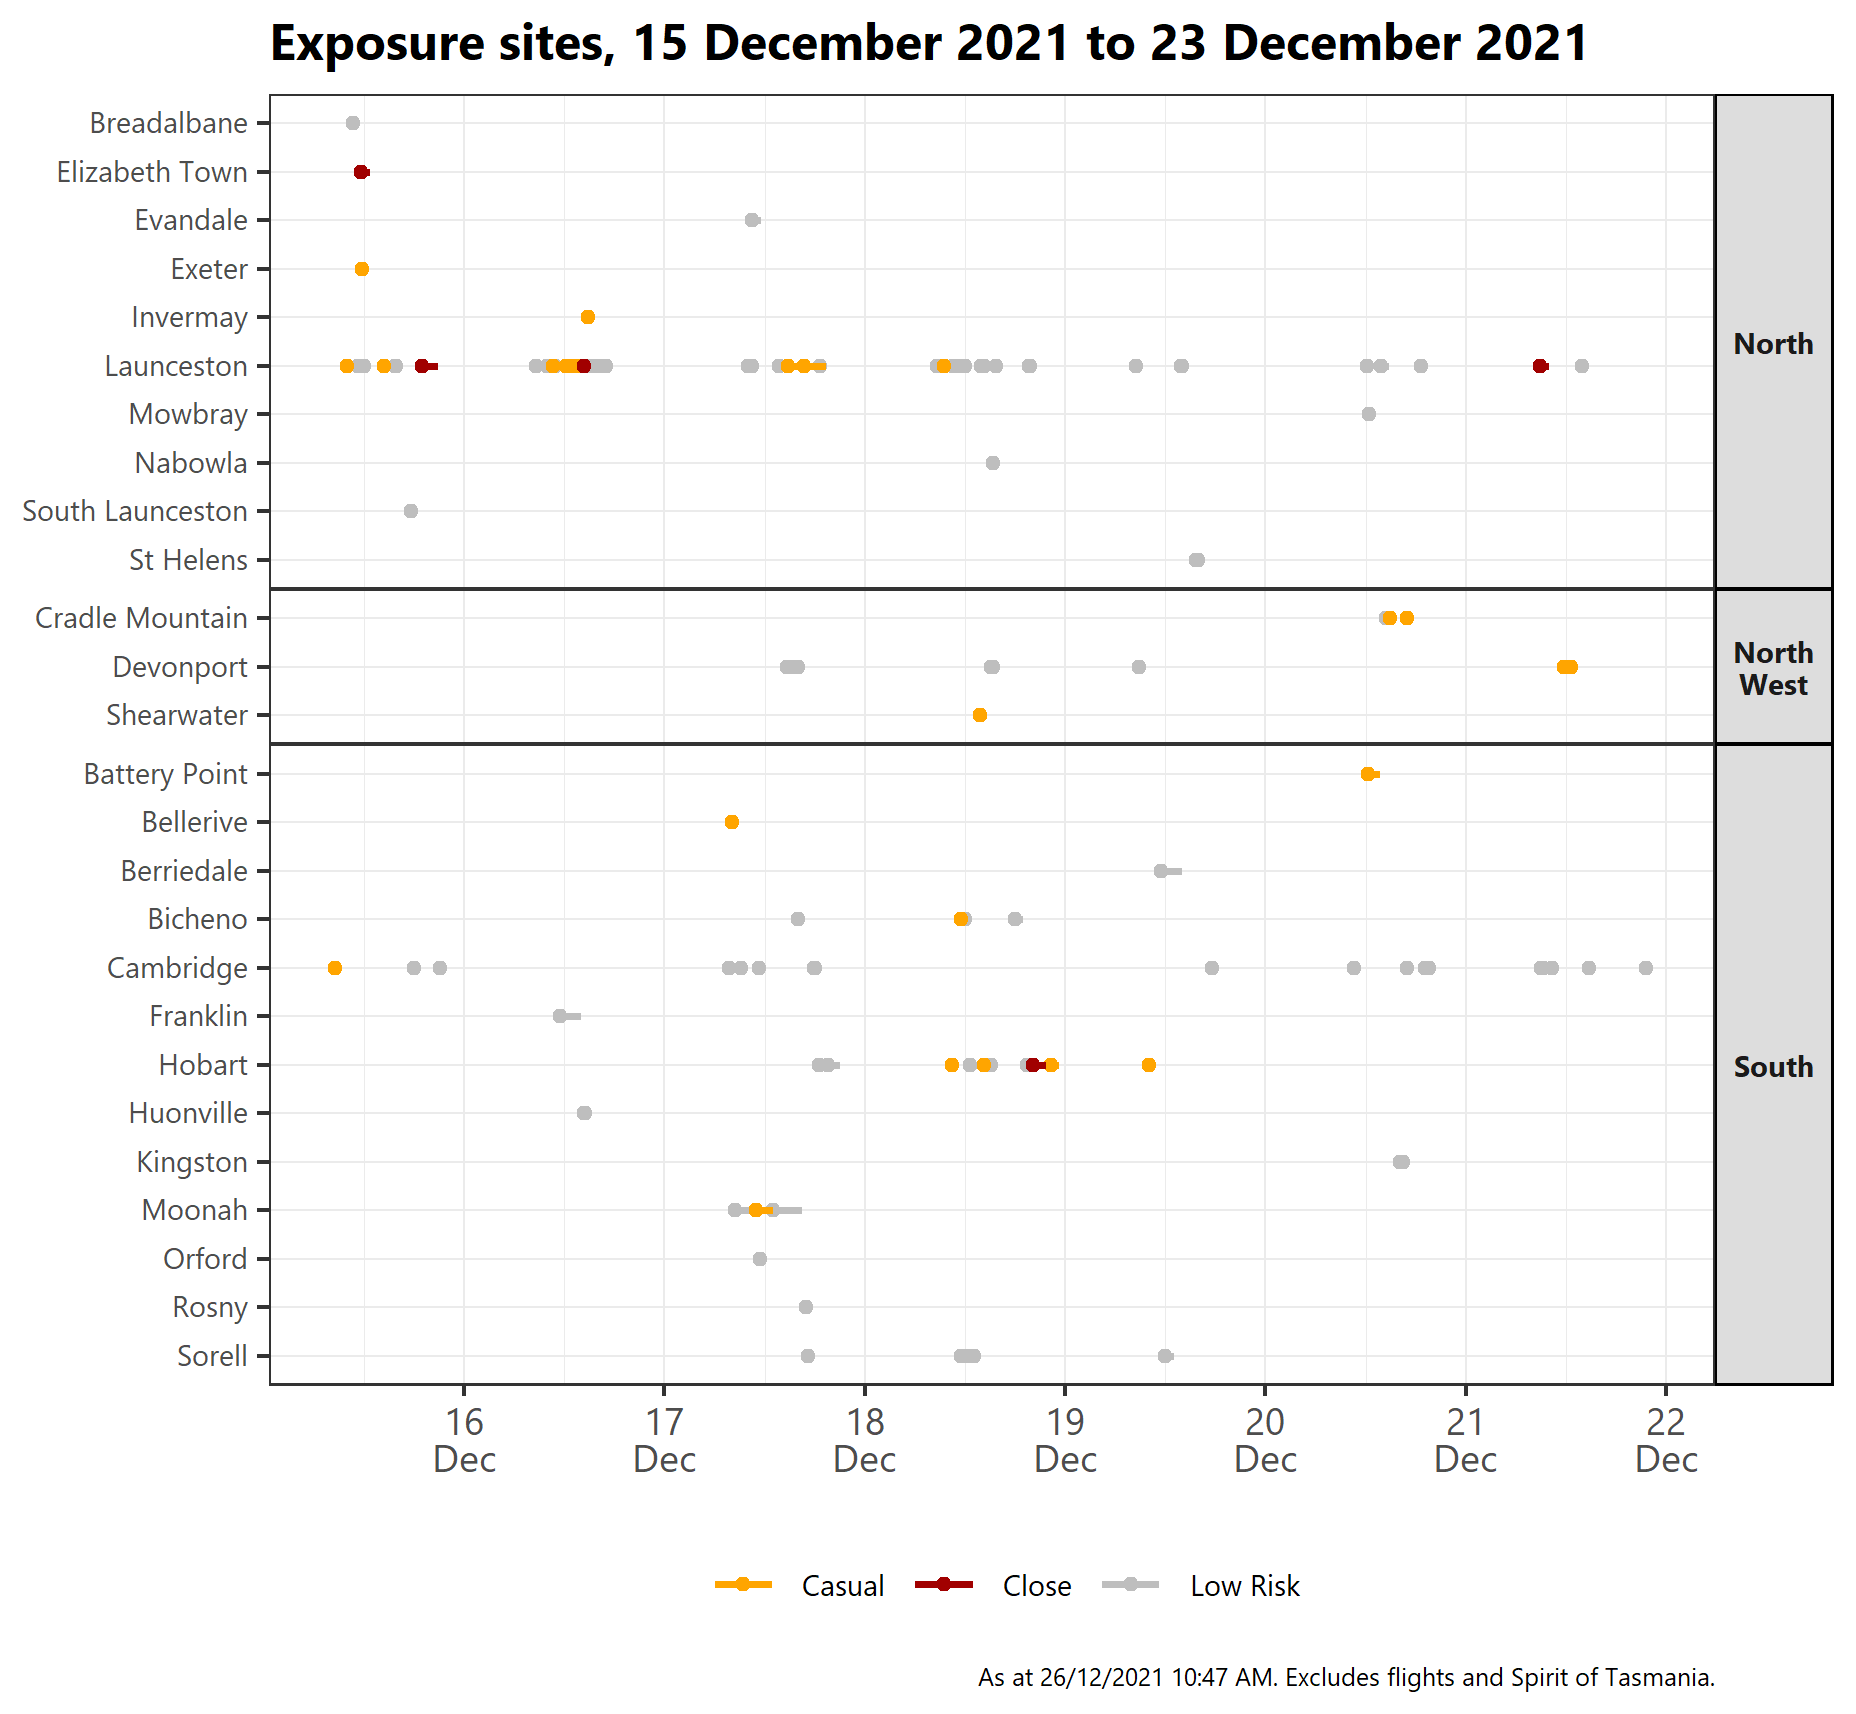 Exposure sites, 15 December 2021 to 23 December 2021
Breadalbane
Elizabeth Town
Evandale
Exeter
Invermay
Launceston
Mowbray
Nabowla
South Launceston
St Helens
North
Cradle Mountain
Devonport
Shearwater
North
West
Battery Point
Bellerive
Berriedale
Bicheno
Cambridge
Franklin
Hobart
Huonville
Kingston
Moonah
Orford
Rosny
Sorell
South
16 17 18 19 20 21 22
Dec Dec Dec Dec Dec Dec Dec
Casual Close Low Risk
As at 26/12/2021 10:47 AM. Excludes flights and Spirit of Tasmania.